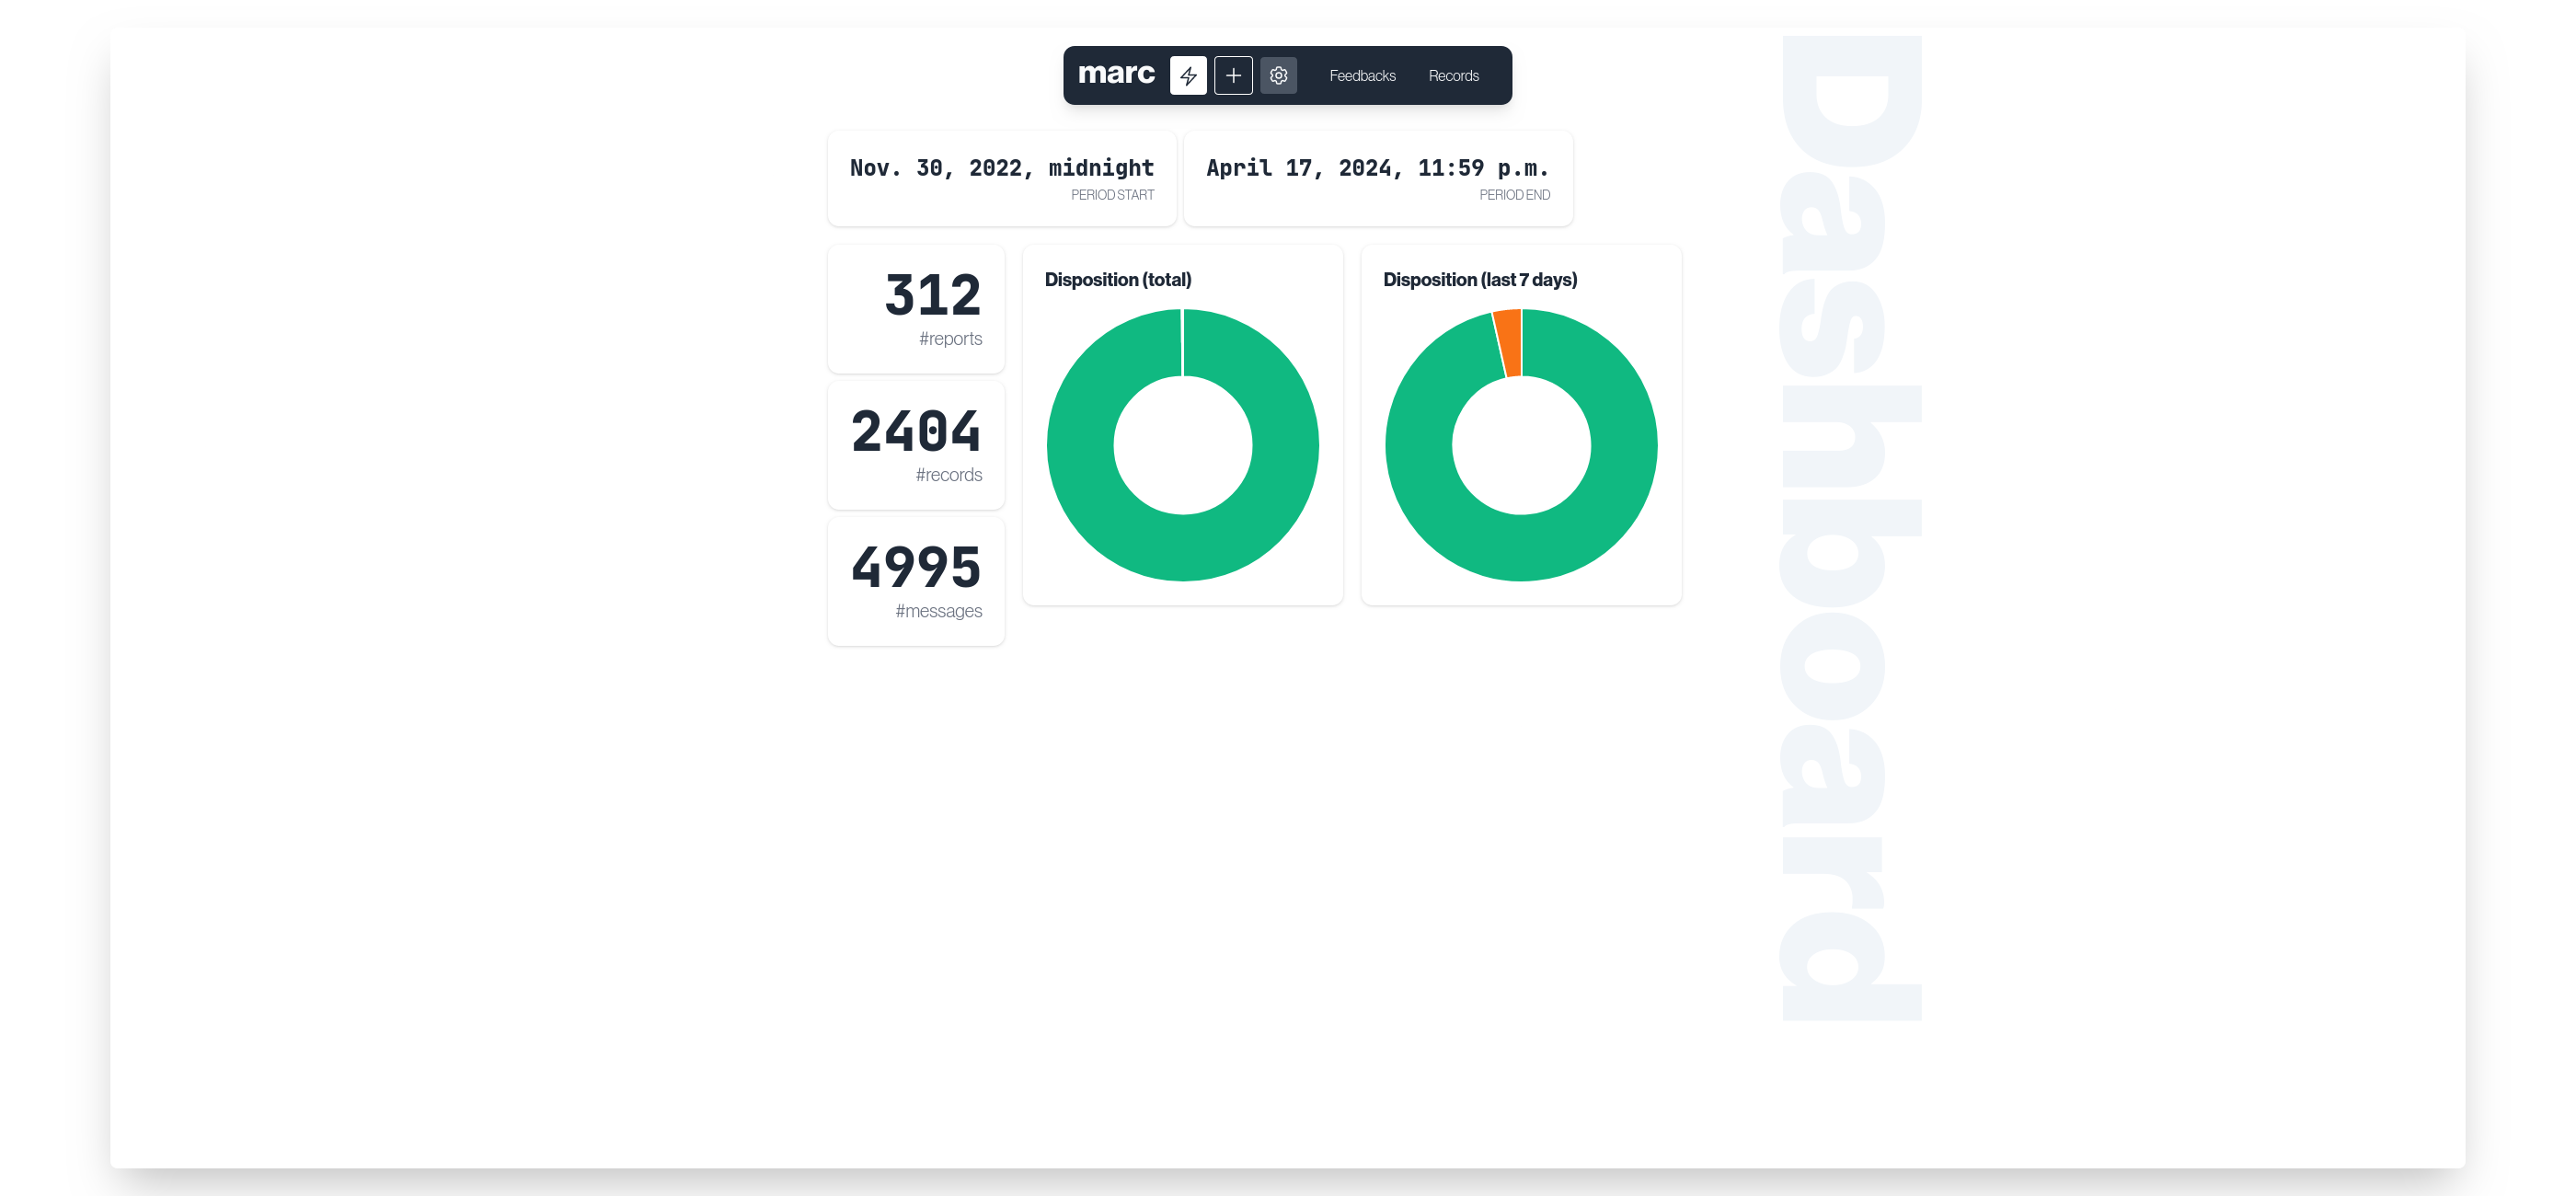 marc
Feedbacks Records
Nov. 30, 2022, midnight
PERIOD START
April 17, 2024, 11:59 p.m.
PERIOD END
312
#reports
2404
#records
4995
#messages
Disposition (total)
Disposition (last 7 days)
Dashboard